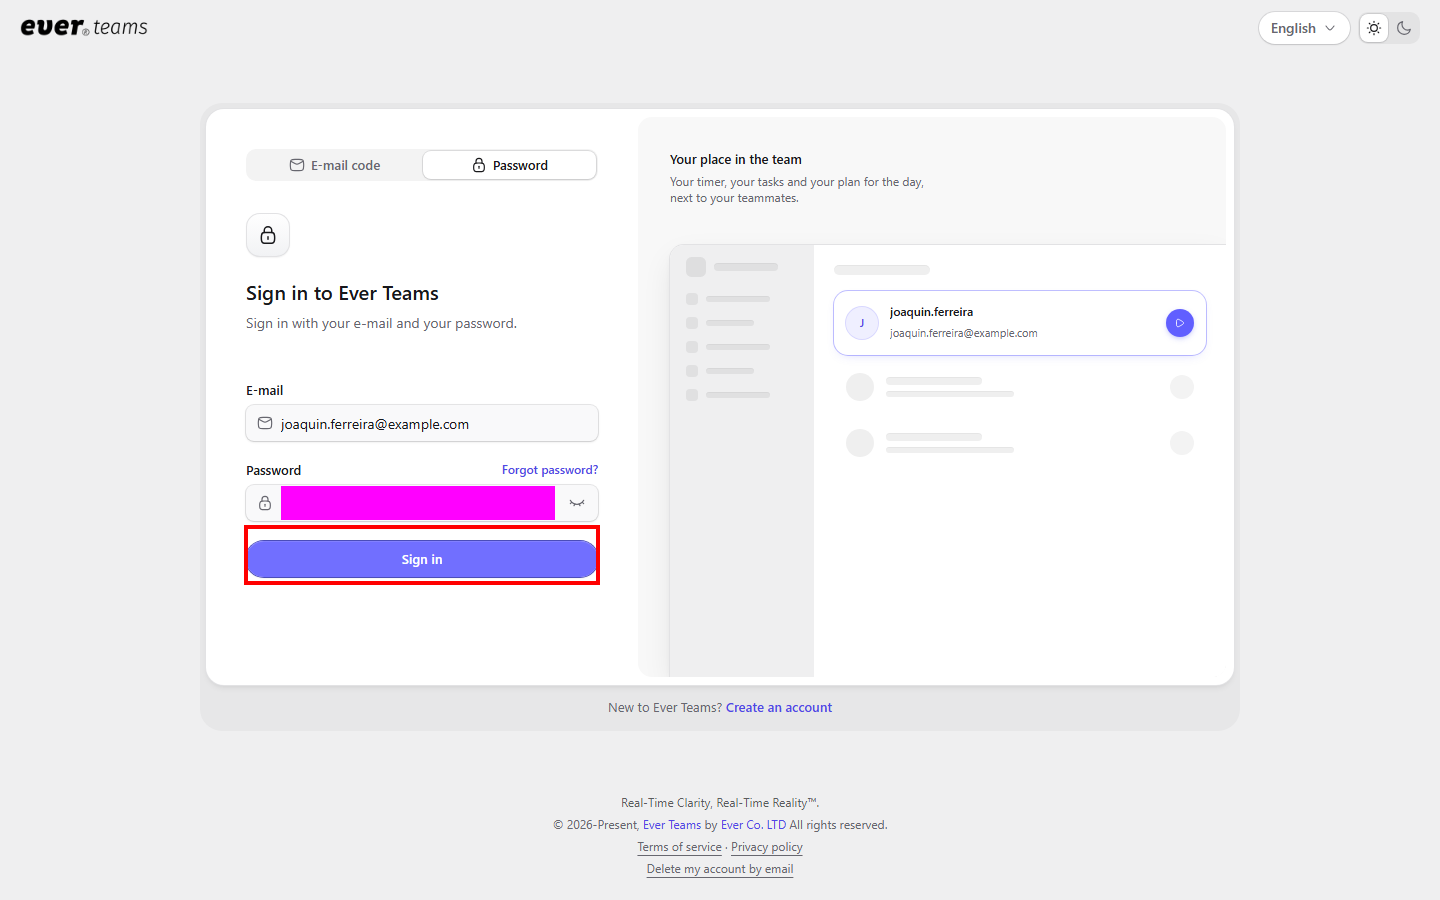 ever® teams
English
E-mail code
Password
Sign in to Ever Teams
Sign in with your e-mail and your password.
E-mail
joaquin.ferreira@example.com
Password
Forgot password?
Sign in
Your place in the team
Your timer, your tasks and your plan for the day,
next to your teammates.
J
joaquin.ferreira
joaquin.ferreira@example.com
New to Ever Teams? Create an account
Real-Time Clarity, Real-Time Reality™.
© 2026-Present, Ever Teams by Ever Co. LTD All rights reserved.
Terms of service · Privacy policy
Delete my account by email